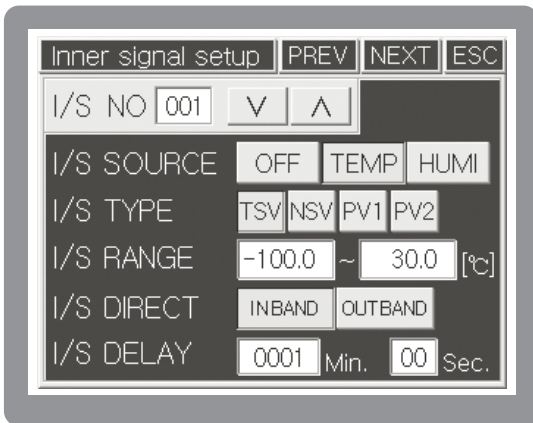 Inner signal setup PREV NEXT ESC
I/S NO 001 ∨ ∧
I/S SOURCE OFF TEMP HUMI
I/S TYPE TSV NSV PV1 PV2
I/S RANGE -100.0 ~ 30.0 [℃]
I/S DIRECT INBAND OUTBAND
I/S DELAY 0001 Min. 00 Sec.